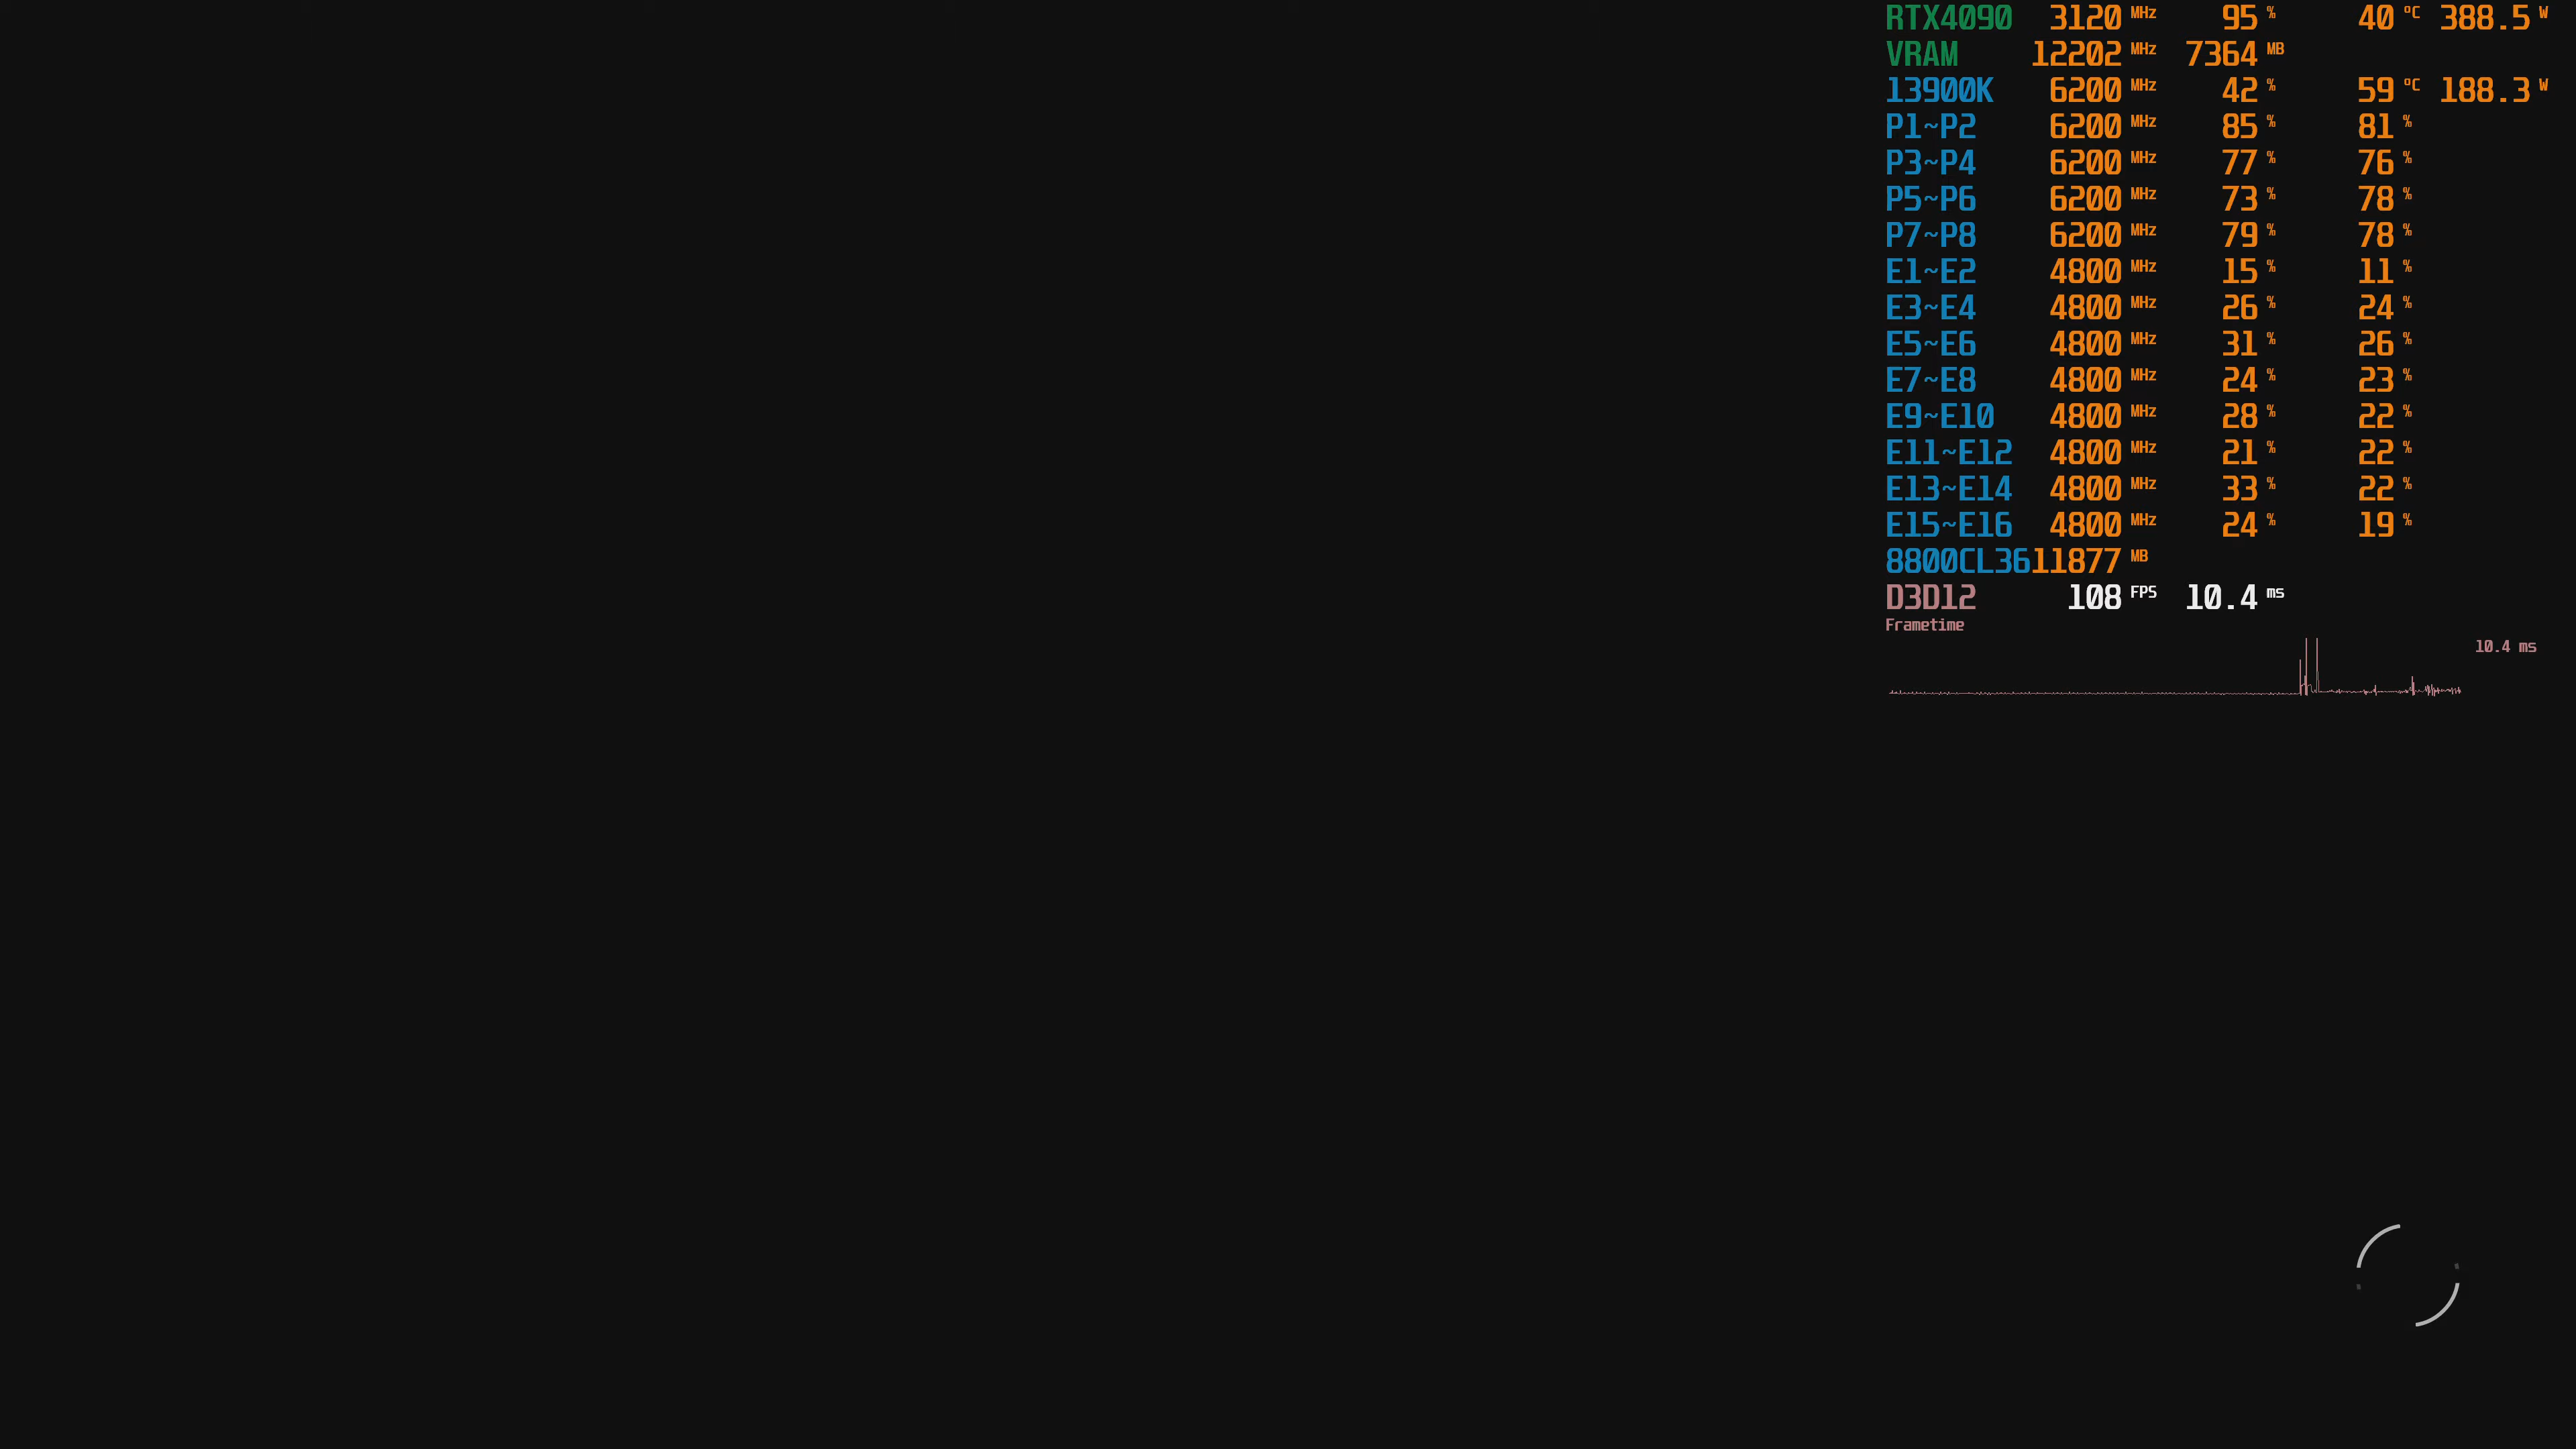 RTX4090 3120 MHz 95 % 40 °C 388.5 W
VRAM 12202 MHz 7364 MB
13900K 6200 MHz 42 % 59 °C 188.3 W
P1~P2 6200 MHz 85 % 81 %
P3~P4 6200 MHz 77 % 76 %
P5~P6 6200 MHz 73 % 78 %
P7~P8 6200 MHz 79 % 78 %
E1~E2 4800 MHz 15 % 11 %
E3~E4 4800 MHz 26 % 24 %
E5~E6 4800 MHz 31 % 26 %
E7~E8 4800 MHz 24 % 23 %
E9~E10 4800 MHz 28 % 22 %
E11~E12 4800 MHz 21 % 22 %
E13~E14 4800 MHz 33 % 22 %
E15~E16 4800 MHz 24 % 19 %
8800CL36 11877 MB
D3D12 108 FPS 10.4 ms
Frametime
10.4 ms